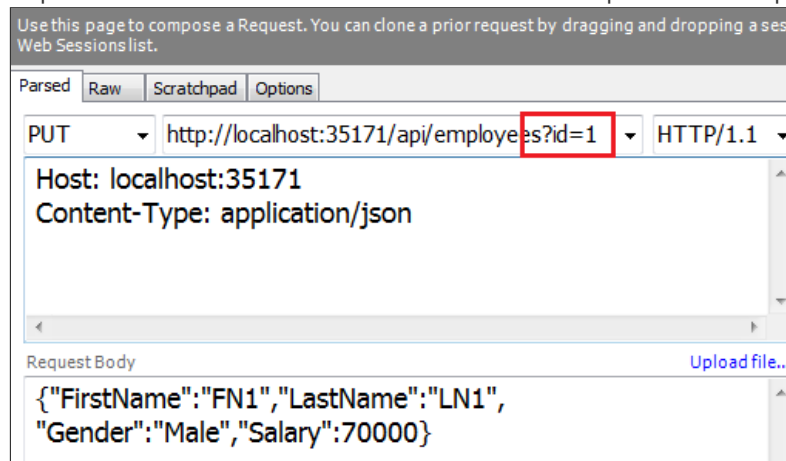 Use this page to compose a Request. You can clone a prior request by dragging and dropping a
Web Sessions list.
Parsed Raw Scratchpad Options
PUT http://localhost:35171/api/employees?id=1 HTTP/1.1
Host: localhost:35171
Content-Type: application/json
Request Body Upload file..
{"FirstName":"FN1","LastName":"LN1",
"Gender":"Male","Salary":70000}